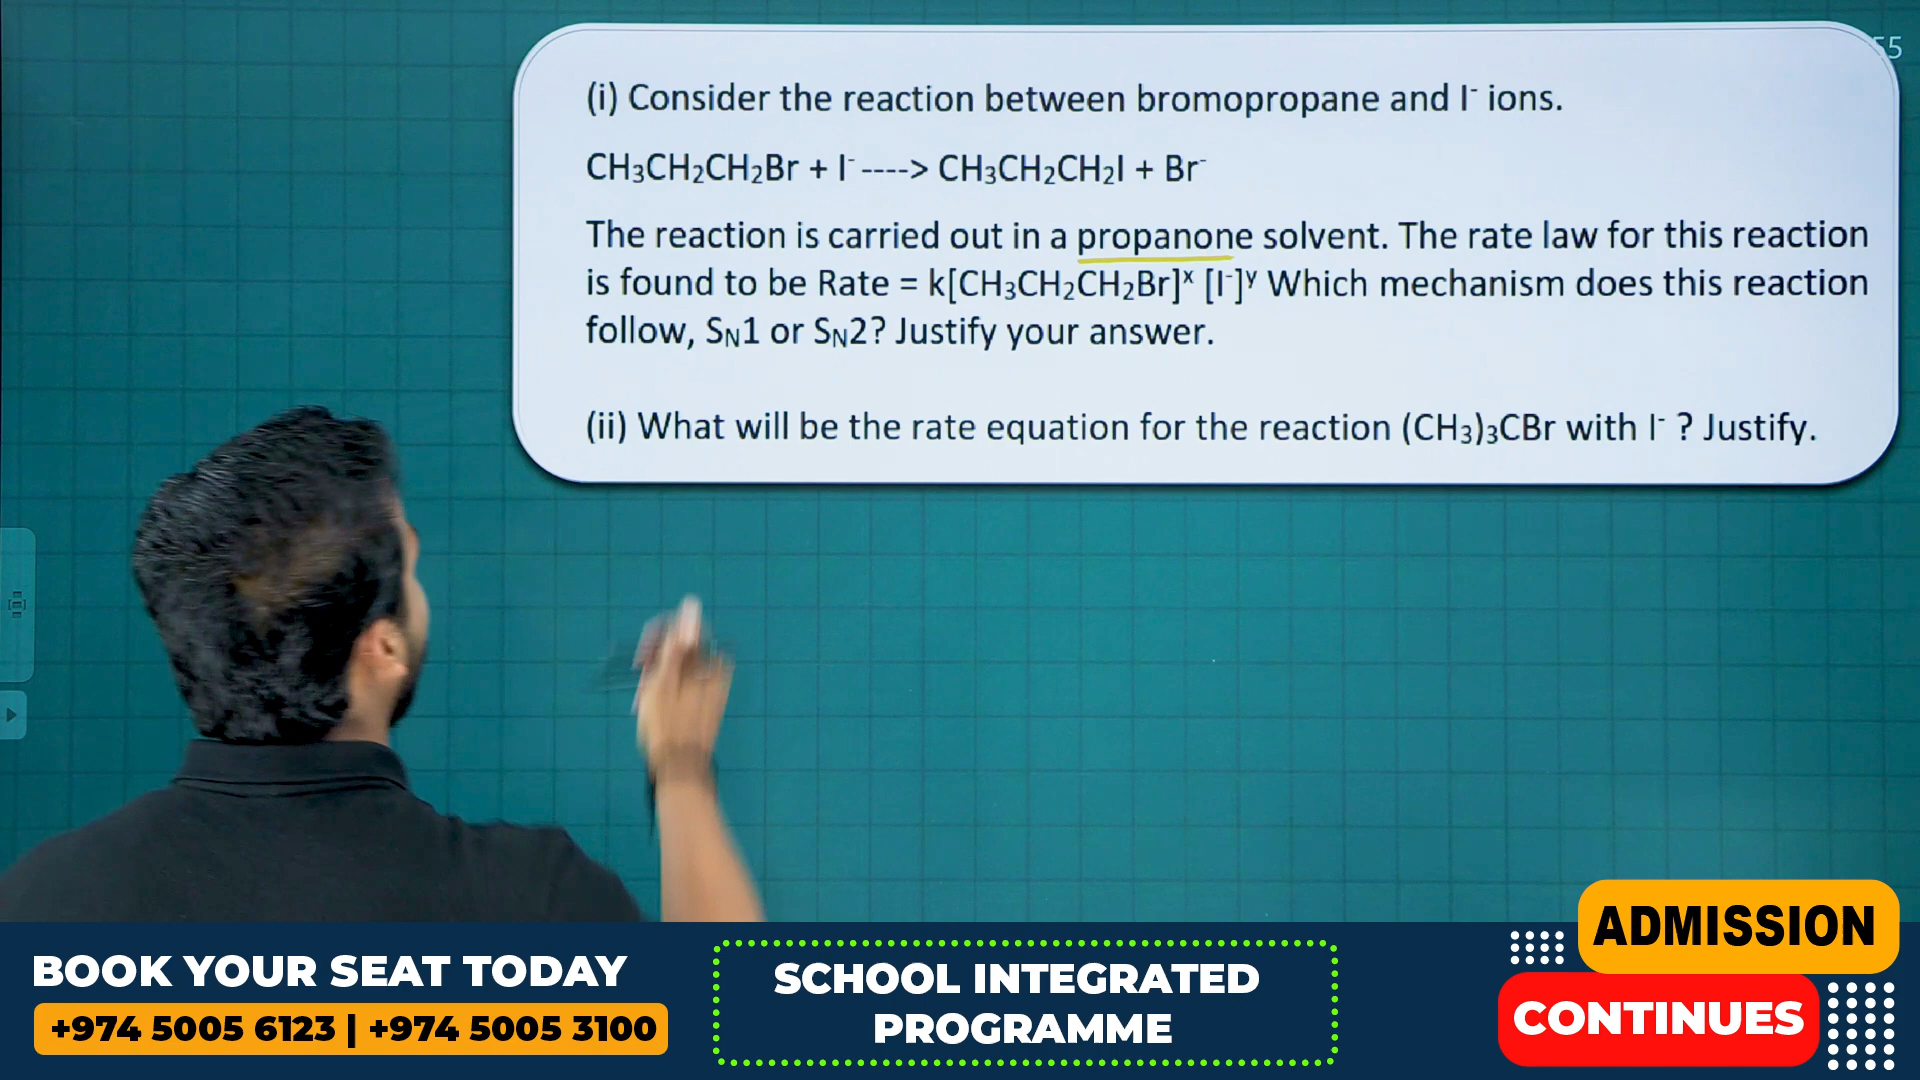 55
(i) Consider the reaction between bromopropane and I⁻ ions.
CH₃CH₂CH₂Br + I⁻ ----> CH₃CH₂CH₂I + Br⁻
The reaction is carried out in a propanone solvent. The rate law for this reaction
is found to be Rate = k[CH₃CH₂CH₂Br]ˣ [I⁻]ʸ Which mechanism does this reaction
follow, S_N1 or S_N2? Justify your answer.
(ii) What will be the rate equation for the reaction (CH₃)₃CBr with I⁻ ? Justify.
BOOK YOUR SEAT TODAY
+974 5005 6123 | +974 5005 3100
SCHOOL INTEGRATED
PROGRAMME
ADMISSION
CONTINUES